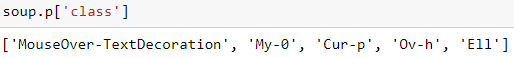 soup.p['class']
['MouseOver-TextDecoration', 'My-0', 'Cur-p', 'Ov-h', 'Ell']